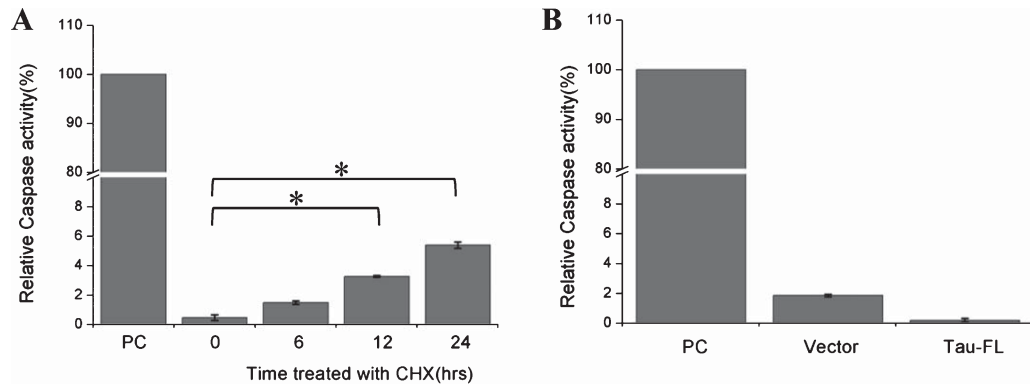 A
Relative Caspase activity(%)
110
100
90
80
8
6
4
2
0
*
*
PC
0
6
12
24
Time treated with CHX(hrs)
B
Relative Caspase activity(%)
110
100
90
80
8
6
4
2
0
PC
Vector
Tau-FL